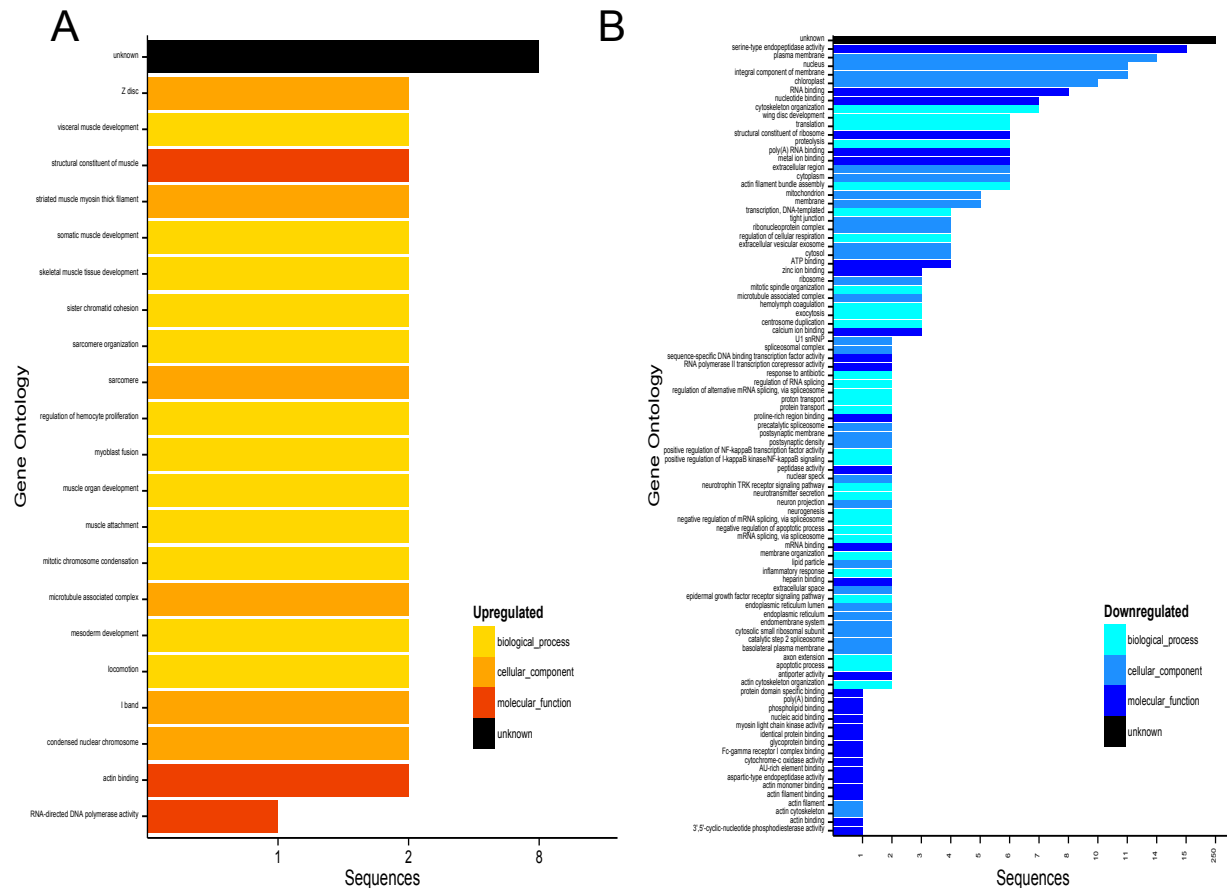 A
unknown
Z disc
visceral muscle development
structural constituent of muscle
striated muscle myosin thick filament
somatic muscle development
skeletal muscle tissue development
sister chromatid cohesion
sarcomere organization
sarcomere
regulation of hemocyte proliferation
myoblast fusion
muscle organ development
muscle attachment
mitotic chromosome condensation
microtubule associated complex
mesoderm development
locomotion
I band
condensed nuclear chromosome
actin binding
RNA-directed DNA polymerase activity
Gene Ontology
1 2 8
Sequences
Upregulated
biological_process
cellular_component
molecular_function
unknown
B
unknown
serine-type endopeptidase activity
plasma membrane
nucleus
integral component of membrane
chloroplast
RNA binding
nucleotide binding
cytoskeleton organization
wing disc development
translation
structural constituent of ribosome
proteolysis
poly(A) RNA binding
metal ion binding
extracellular region
cytoplasm
actin filament bundle assembly
mitochondrion
membrane
transcription, DNA-templated
tight junction
ribonucleoprotein complex
regulation of cellular respiration
extracellular vesicular exosome
cytosol
ATP binding
zinc ion binding
ribosome
mitotic spindle organization
microtubule associated complex
hemolymph coagulation
exocytosis
centrosome duplication
calcium ion binding
U1 snRNP
spliceosomal complex
sequence-specific DNA binding transcription factor activity
RNA polymerase II transcription corepressor activity
response to antibiotic
regulation of RNA splicing
regulation of alternative mRNA splicing, via spliceosome
proton transport
protein transport
proline-rich region binding
precatalytic spliceosome
postsynaptic membrane
postsynaptic density
positive regulation of NF-kappaB transcription factor activity
positive regulation of I-kappaB kinase/NF-kappaB signaling
peptidase activity
nuclear speck
neurotrophin TRK receptor signaling pathway
neurotransmitter secretion
neuron projection
neurogenesis
negative regulation of mRNA splicing, via spliceosome
negative regulation of apoptotic process
mRNA splicing, via spliceosome
mRNA binding
membrane organization
lipid particle
inflammatory response
heparin binding
extracellular space
epidermal growth factor receptor signaling pathway
endoplasmic reticulum lumen
endoplasmic reticulum
endomembrane system
cytosolic small ribosomal subunit
catalytic step 2 spliceosome
basolateral plasma membrane
axon extension
apoptotic process
antiporter activity
actin cytoskeleton organization
protein domain specific binding
poly(A) binding
phospholipid binding
nucleic acid binding
myosin light chain kinase activity
identical protein binding
glycoprotein binding
Fc-gamma receptor I complex binding
cytochrome-c oxidase activity
AU-rich element binding
aspartic-type endopeptidase activity
actin monomer binding
actin filament binding
actin filament
actin cytoskeleton
actin binding
3',5'-cyclic-nucleotide phosphodiesterase activity
Gene Ontology
1 2 3 4 5 6 7 8 10 11 14 15 250
Sequences
Downregulated
biological_process
cellular_component
molecular_function
unknown